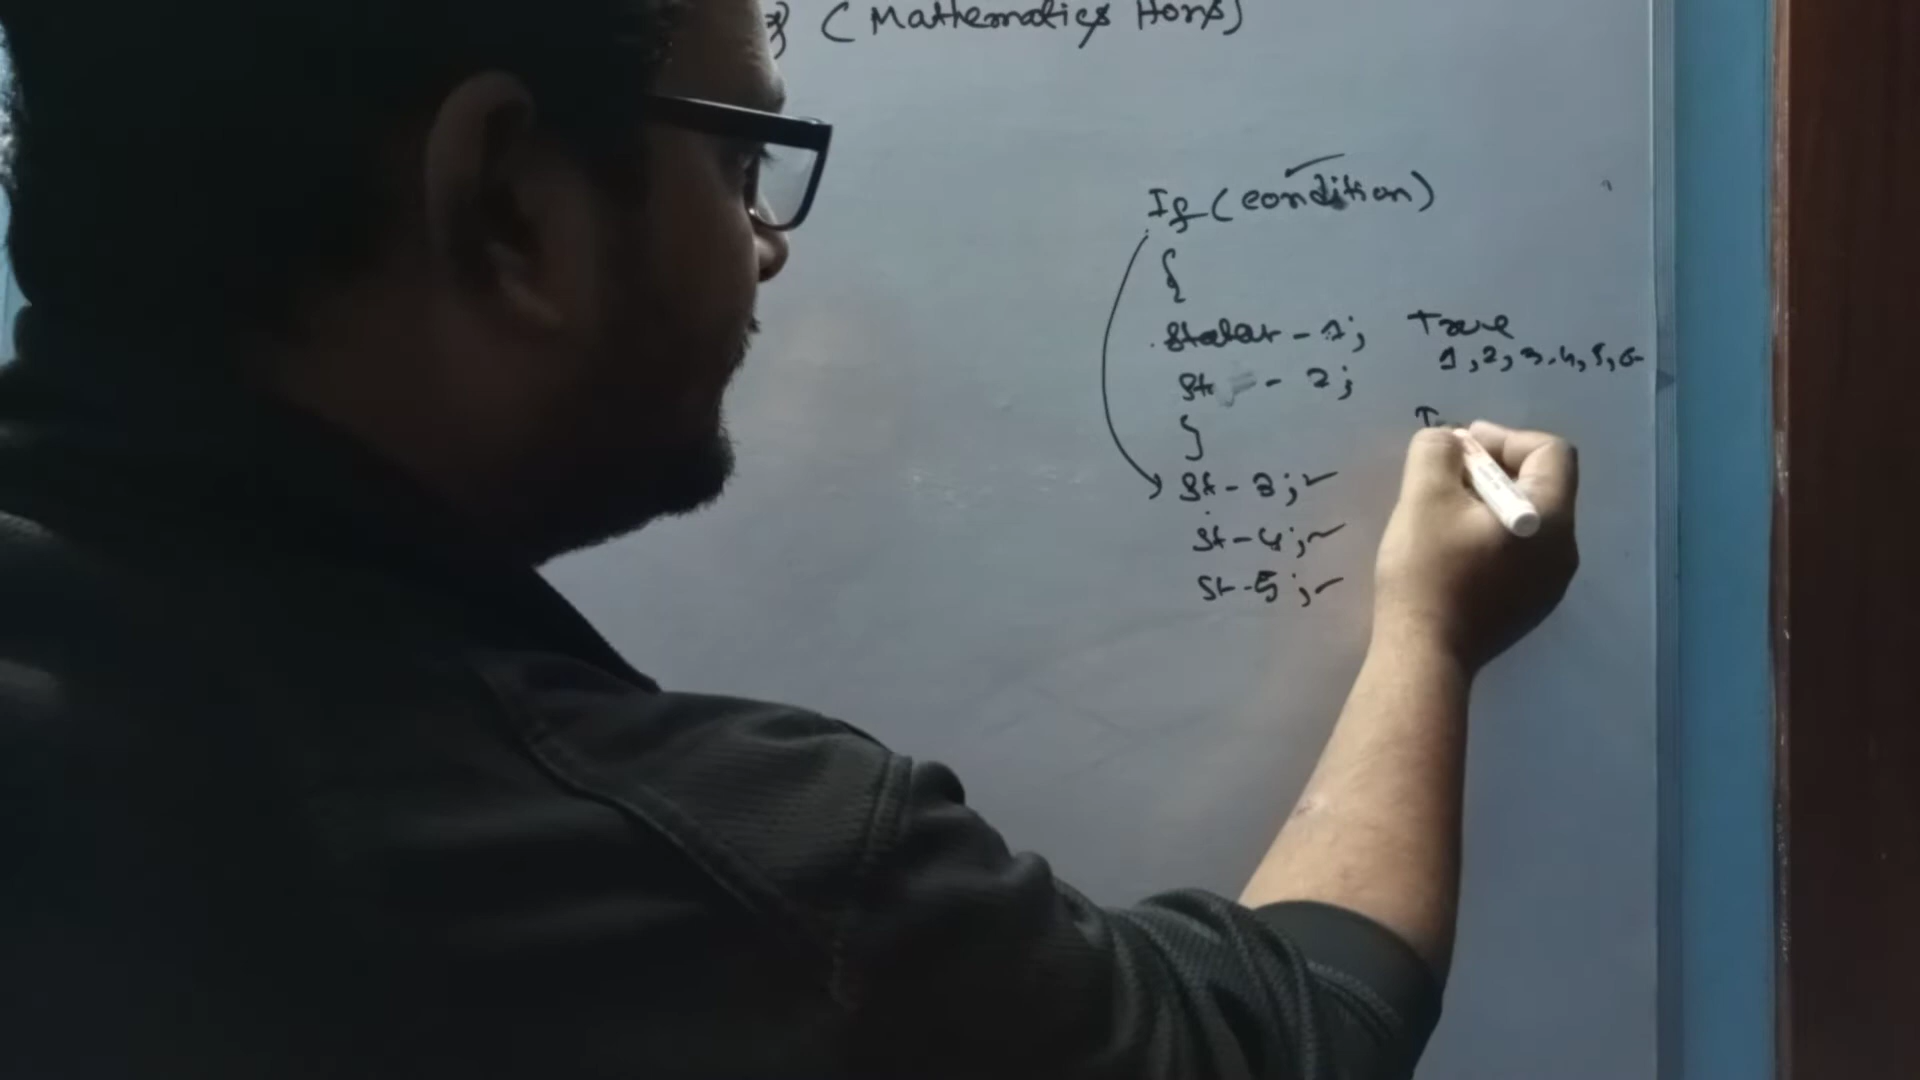 (Mathematics Hons)
If (condition)
{
- 1; True
1, 2, 3, 4, 5, 6
St - 2;
}
St - 3;
St - 4;
St - 5;